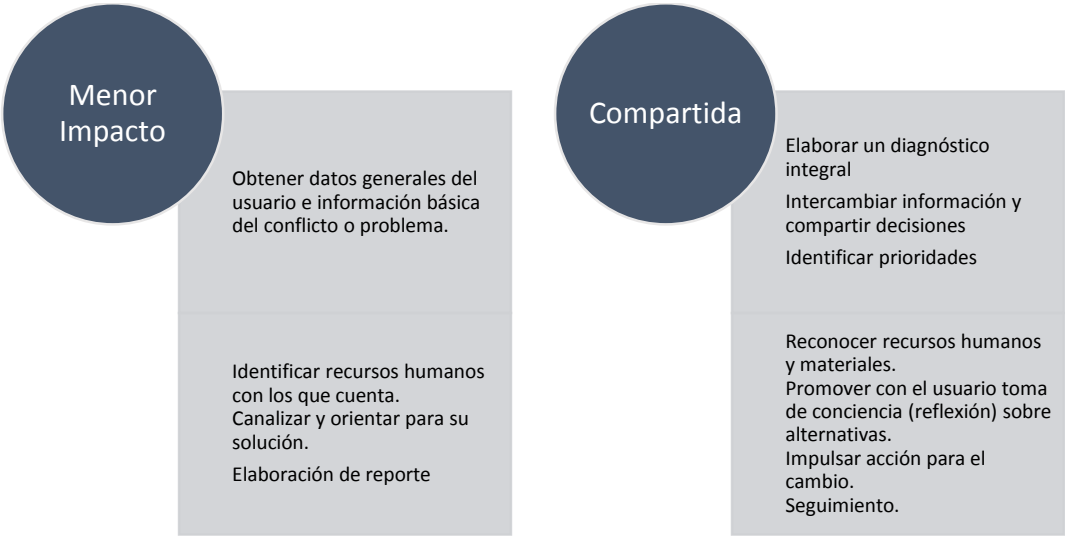 Menor
Impacto
Obtener datos generales del
usuario e información básica
del conflicto o problema.
Identificar recursos humanos
con los que cuenta.
Canalizar y orientar para su
solución.
Elaboración de reporte
Compartida
Elaborar un diagnóstico
integral
Intercambiar información y
compartir decisiones
Identificar prioridades
Reconocer recursos humanos
y materiales.
Promover con el usuario toma
de conciencia (reflexión) sobre
alternativas.
Impulsar acción para el
cambio.
Seguimiento.